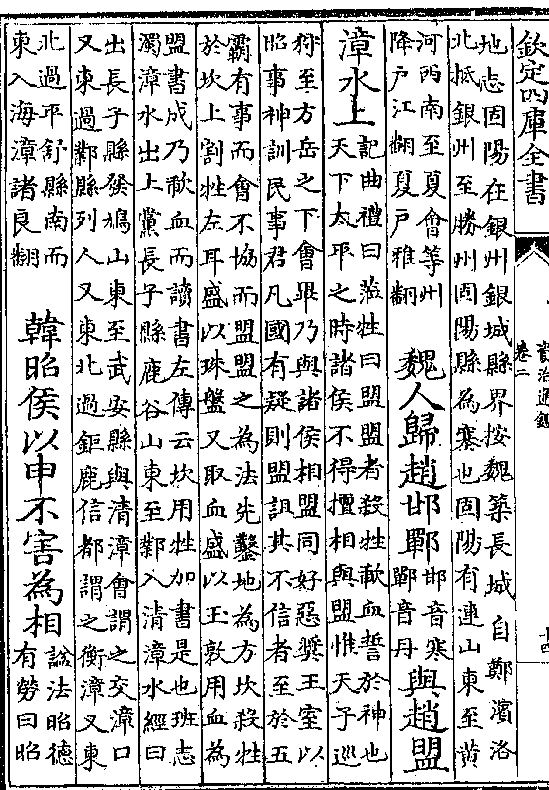 欽定四庫全書
資治通鑑
卷二
十四
地志固陽在銀州銀城縣界按魏築長城自鄭濱洛
北抵銀州至勝州固陽縣為塞也固陽有連山東至黄
河西南至夏會等州
降户江翻夏户雅翻
魏人歸趙邯鄲
邯音寒
鄲音丹
與趙盟
漳水上
記曲禮曰蒞牲曰盟盟者殺牲歃血誓於神也
天下太平之時諸侯不得擅相與盟惟天子巡
狩至方岳之下會畢乃與諸侯相盟同好惡奬王室以
昭事神訓民事君凡國有疑則盟詛其不信者至於五
霸有事而會不協而盟盟之為法先鑿地為方坎殺牲
於坎上割牲左耳盛以珠盤又取血盛以玉敦用血為
盟書成乃歃血而讀書左傳云坎用牲加書是也班志
濁漳水出上黨長子縣鹿谷山東至鄴入清漳水經曰
出長子縣發鳩山東至武安縣與清漳會謂之交漳口
又東過鄴縣列人又東北過鉅鹿信都謂之衡漳又東
北過平舒縣南而
東入海漳諸良翻
韓昭侯以申不害為相
諡法昭德
有勞曰昭